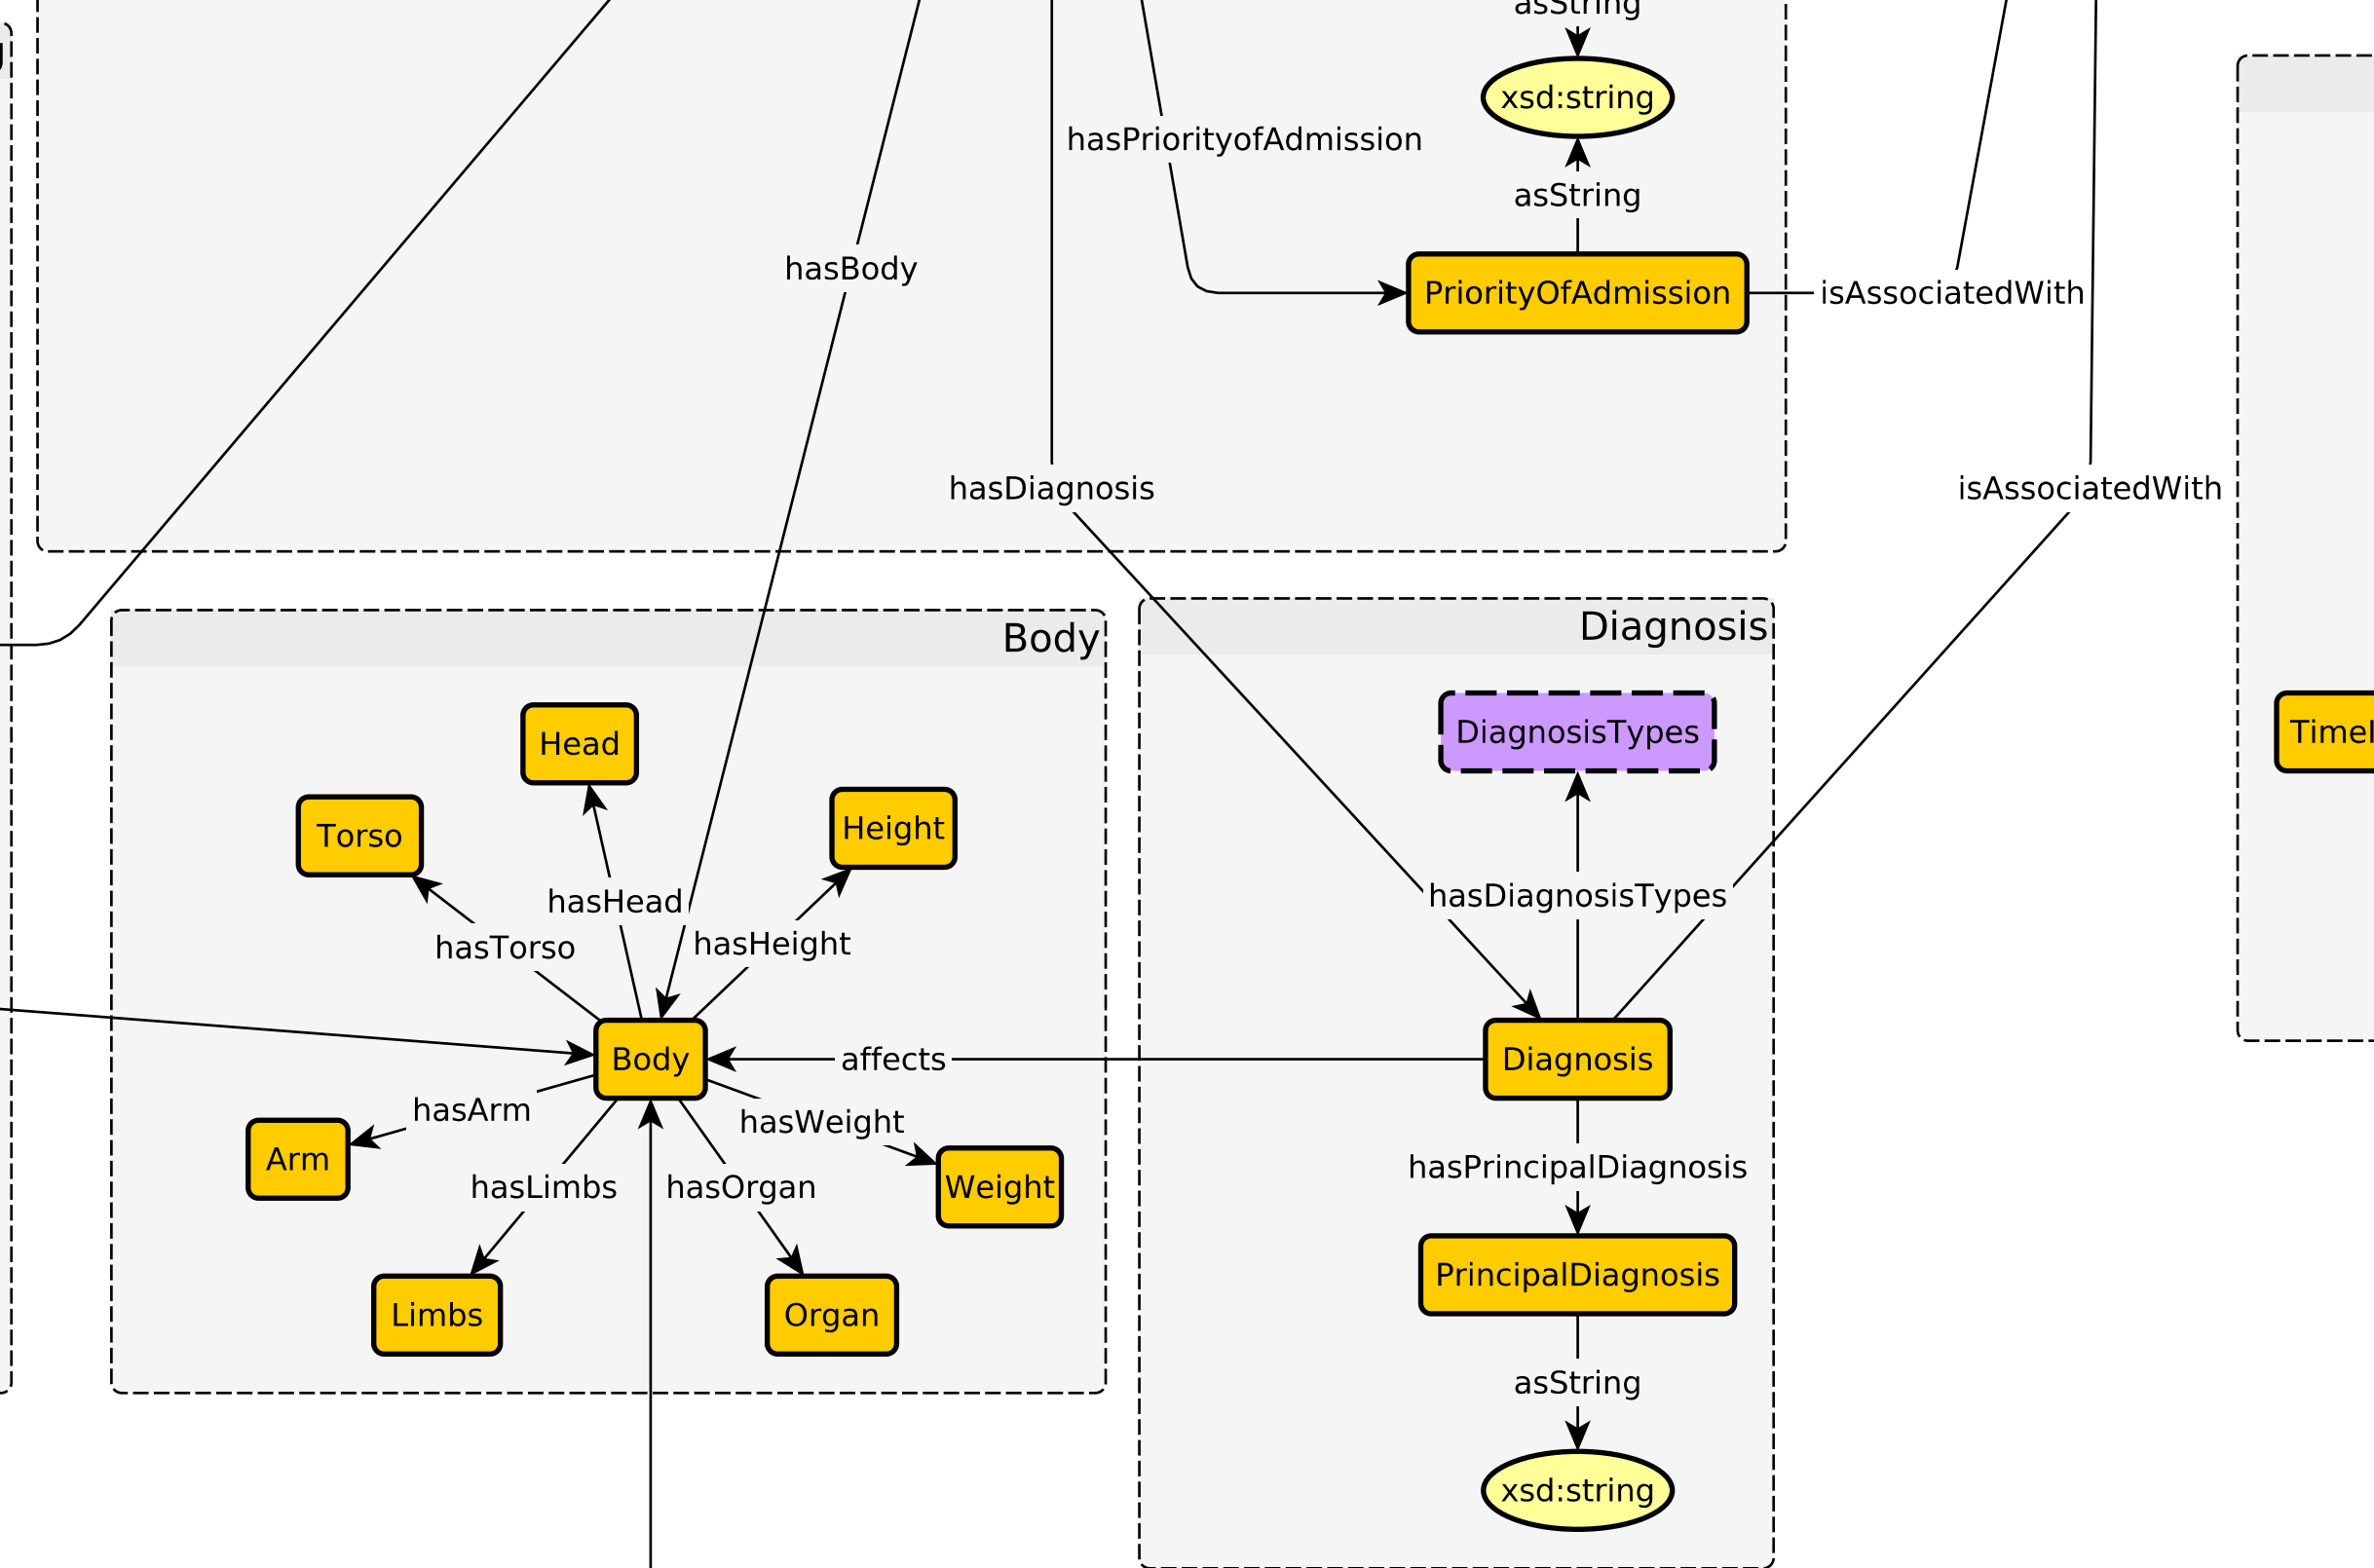 asString
xsd:string
hasPriorityofAdmission
asString
hasBody
PriorityOfAdmission
isAssociatedWith
hasDiagnosis
isAssociatedWith
Body
Diagnosis
DiagnosisTypes
Head
Torso
Height
hasHead
hasDiagnosisTypes
hasTorso
hasHeight
Body
affects
Diagnosis
hasArm
hasWeight
Arm
hasLimbs
hasOrgan
Weight
hasPrincipalDiagnosis
PrincipalDiagnosis
Limbs
Organ
asString
xsd:string